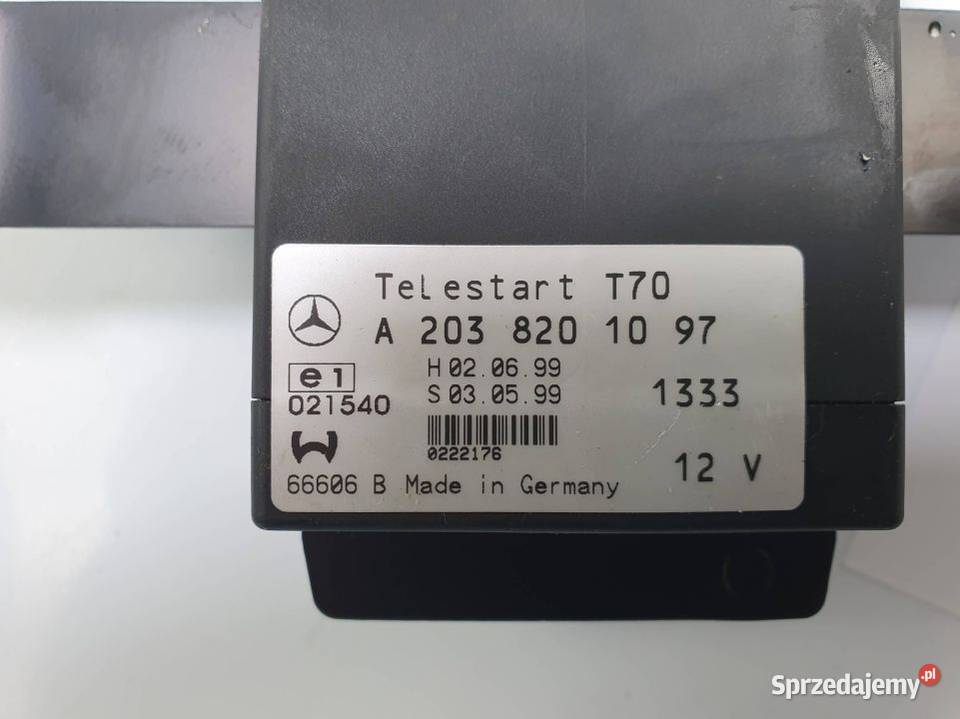 Telestart T70
A 203 820 10 97
e1
H 02.06.99
021540
S 03.05.99
1333
0222176
12 V
66606 B Made in Germany
Sprzedajemy.pl